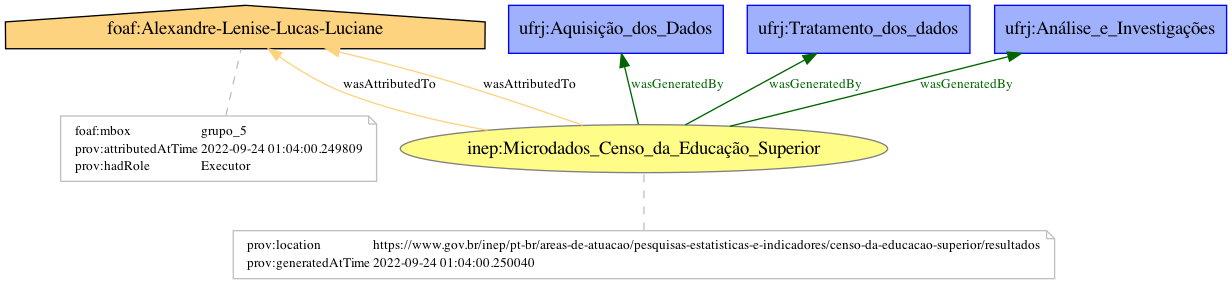 foaf:Alexandre-Lenise-Lucas-Luciane
ufrj:Aquisição_dos_Dados
ufrj:Tratamento_dos_dados
ufrj:Análise_e_Investigações
wasAttributedTo
wasAttributedTo
wasGeneratedBy
wasGeneratedBy
wasGeneratedBy
foaf:mbox grupo_5
prov:attributedAtTime 2022-09-24 01:04:00.249809
prov:hadRole Executor
inep:Microdados_Censo_da_Educação_Superior
prov:location https://www.gov.br/inep/pt-br/areas-de-atuacao/pesquisas-estatisticas-e-indicadores/censo-da-educacao-superior/resultados
prov:generatedAtTime 2022-09-24 01:04:00.250040